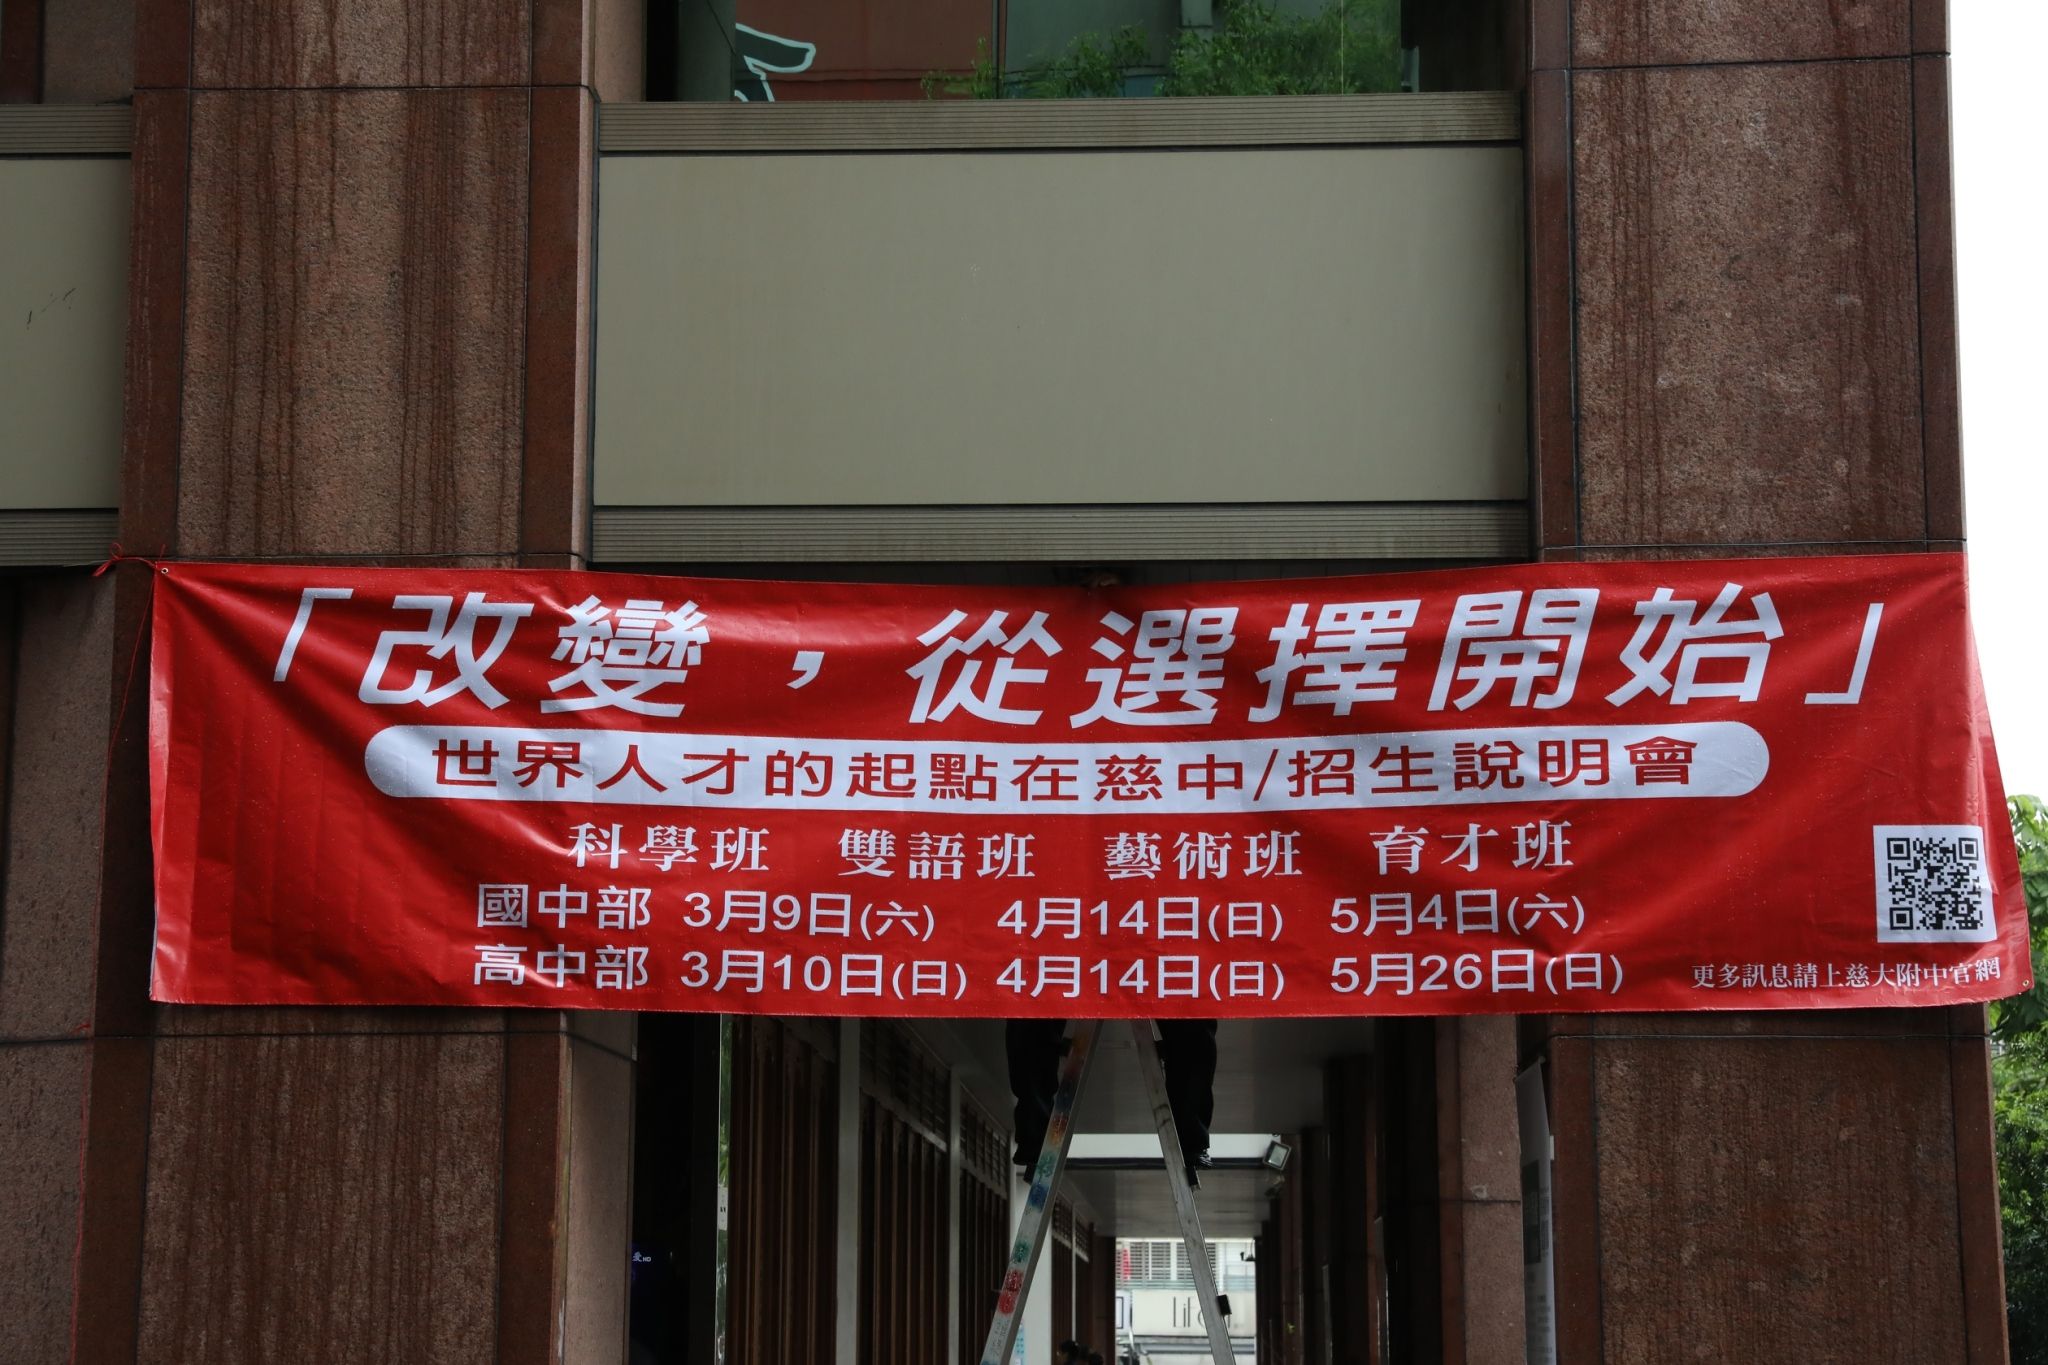 「改變，從選擇開始」
世界人才的起點在慈中/招生說明會
科學班 雙語班 藝術班 育才班
國中部 3月9日(六) 4月14日(日) 5月4日(六)
高中部 3月10日(日) 4月14日(日) 5月26日(日)
更多訊息請上慈大附中官網
愛HD
life